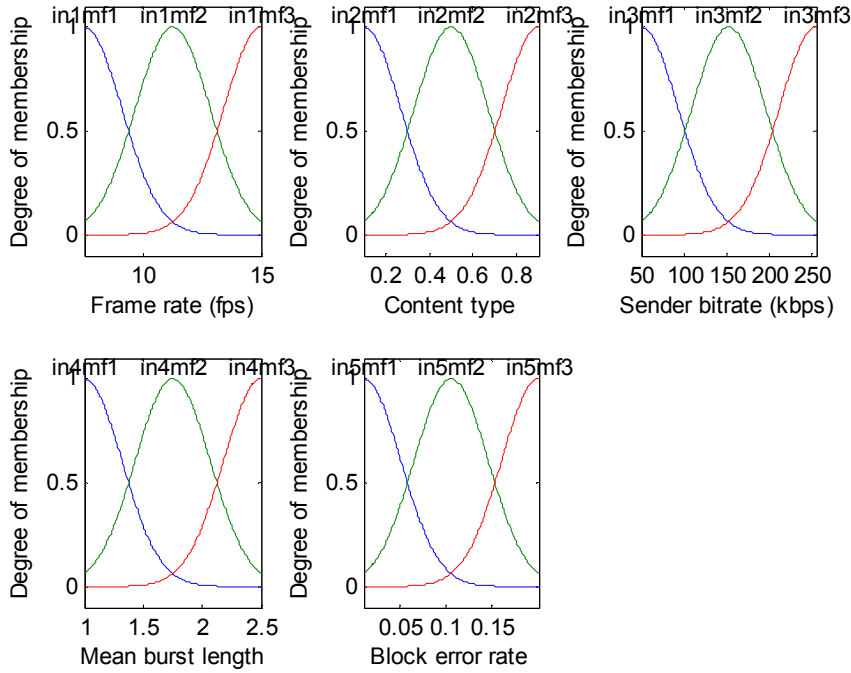 in1mf1 in1mf2 in1mf3
1
0.5
0
Degree of membership
10 15
Frame rate (fps)
in2mf1 in2mf2 in2mf3
1
0.5
0
Degree of membership
0.2 0.4 0.6 0.8
Content type
in3mf1 in3mf2 in3mf3
1
0.5
0
Degree of membership
50 100 150 200 250
Sender bitrate (kbps)
in4mf1 in4mf2 in4mf3
1
0.5
0
Degree of membership
1 1.5 2 2.5
Mean burst length
in5mf1 in5mf2 in5mf3
1
0.5
0
Degree of membership
0.05 0.1 0.15
Block error rate